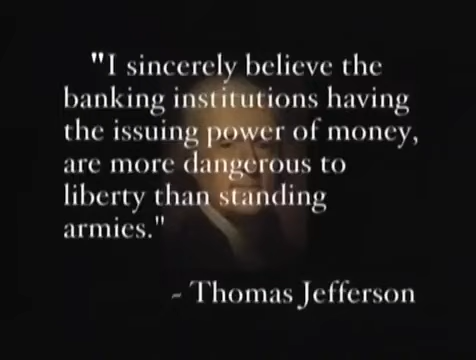 "I sincerely believe the
banking institutions having
the issuing power of money,
are more dangerous to
liberty than standing
armies."
~ Thomas Jefferson